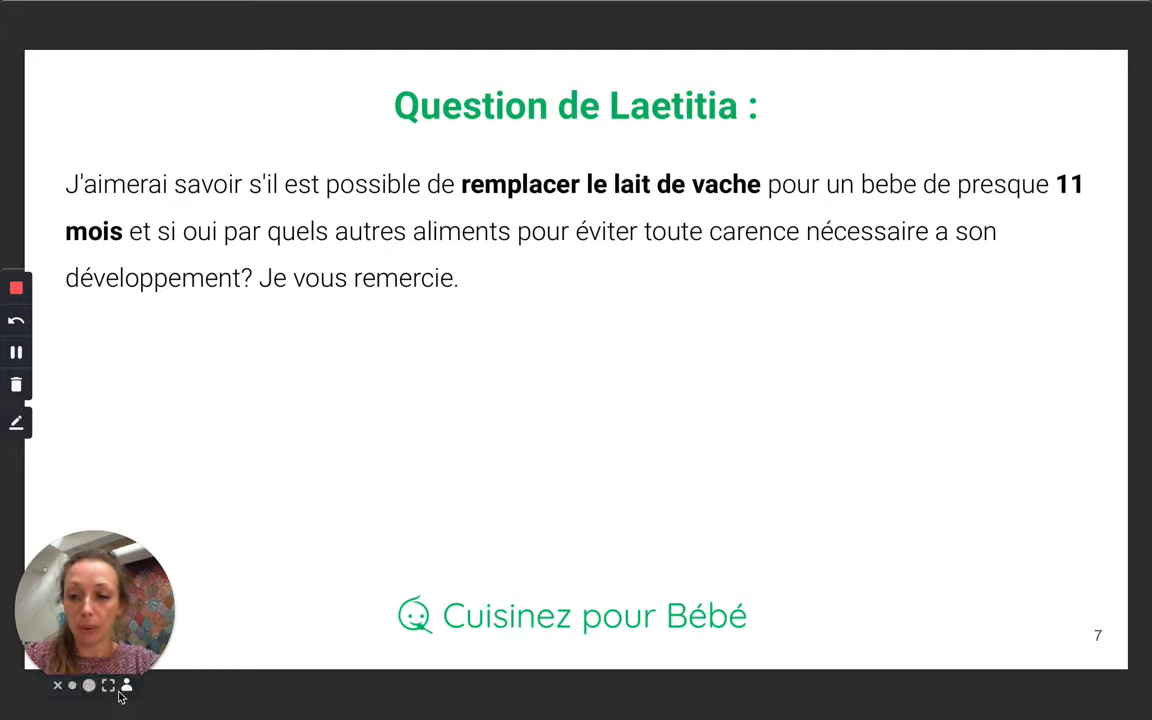 Question de Laetitia :
J'aimerai savoir s'il est possible de remplacer le lait de vache pour un bebe de presque 11
mois et si oui par quels autres aliments pour éviter toute carence nécessaire a son
développement? Je vous remercie.
Cuisinez pour Bébé
7